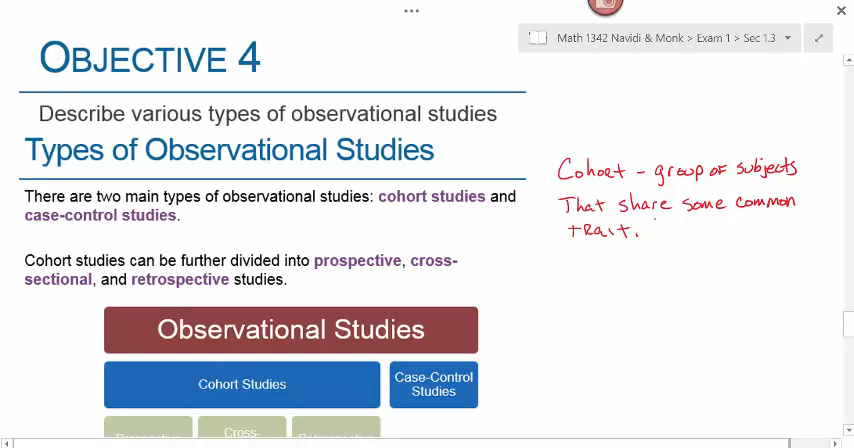 Math 1342 Navidi & Monk > Exam 1 > Sec 1.3
OBJECTIVE 4
Describe various types of observational studies
Types of Observational Studies
There are two main types of observational studies: cohort studies and
case-control studies.
Cohort studies can be further divided into prospective, cross-
sectional, and retrospective studies.
Cohort - group of subjects
That share some common
trait.
Observational Studies
Cohort Studies
Case-Control
Studies
Prospective
Cross-
Retrospective